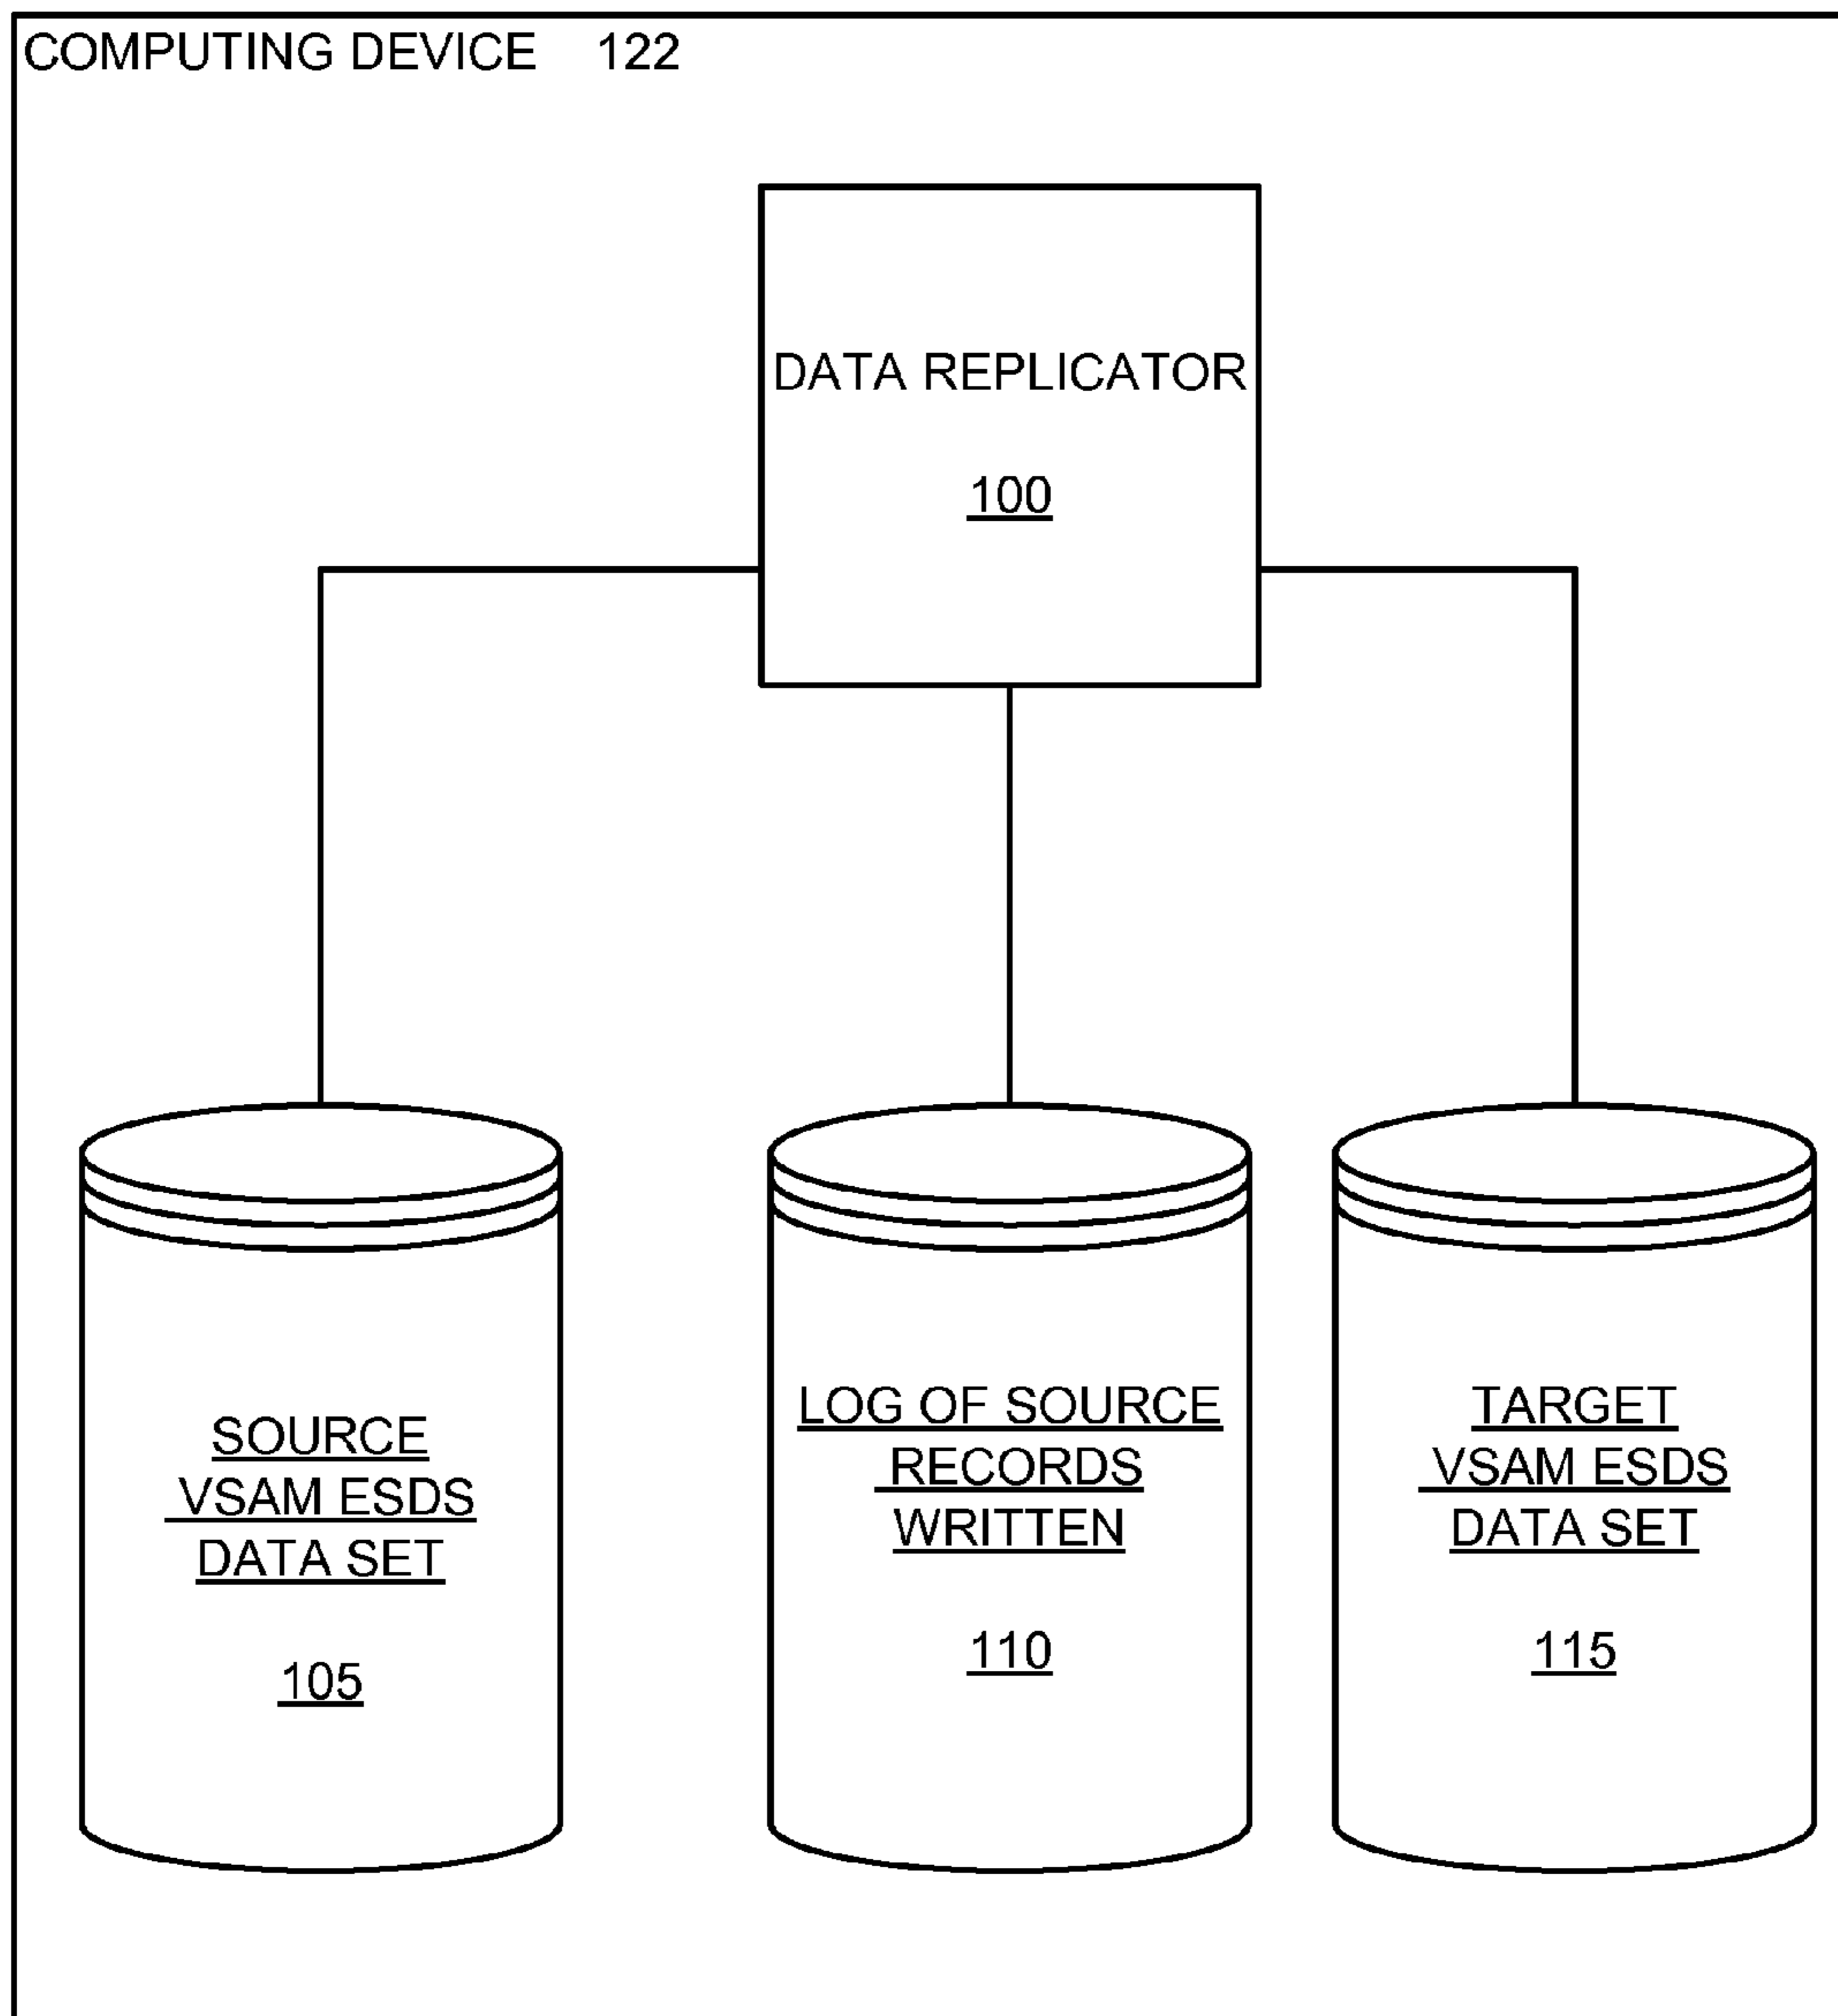 COMPUTING DEVICE 122
DATA REPLICATOR
100
SOURCE
VSAM ESDS
DATA SET
105
LOG OF SOURCE
RECORDS
WRITTEN
110
TARGET
VSAM ESDS
DATA SET
115